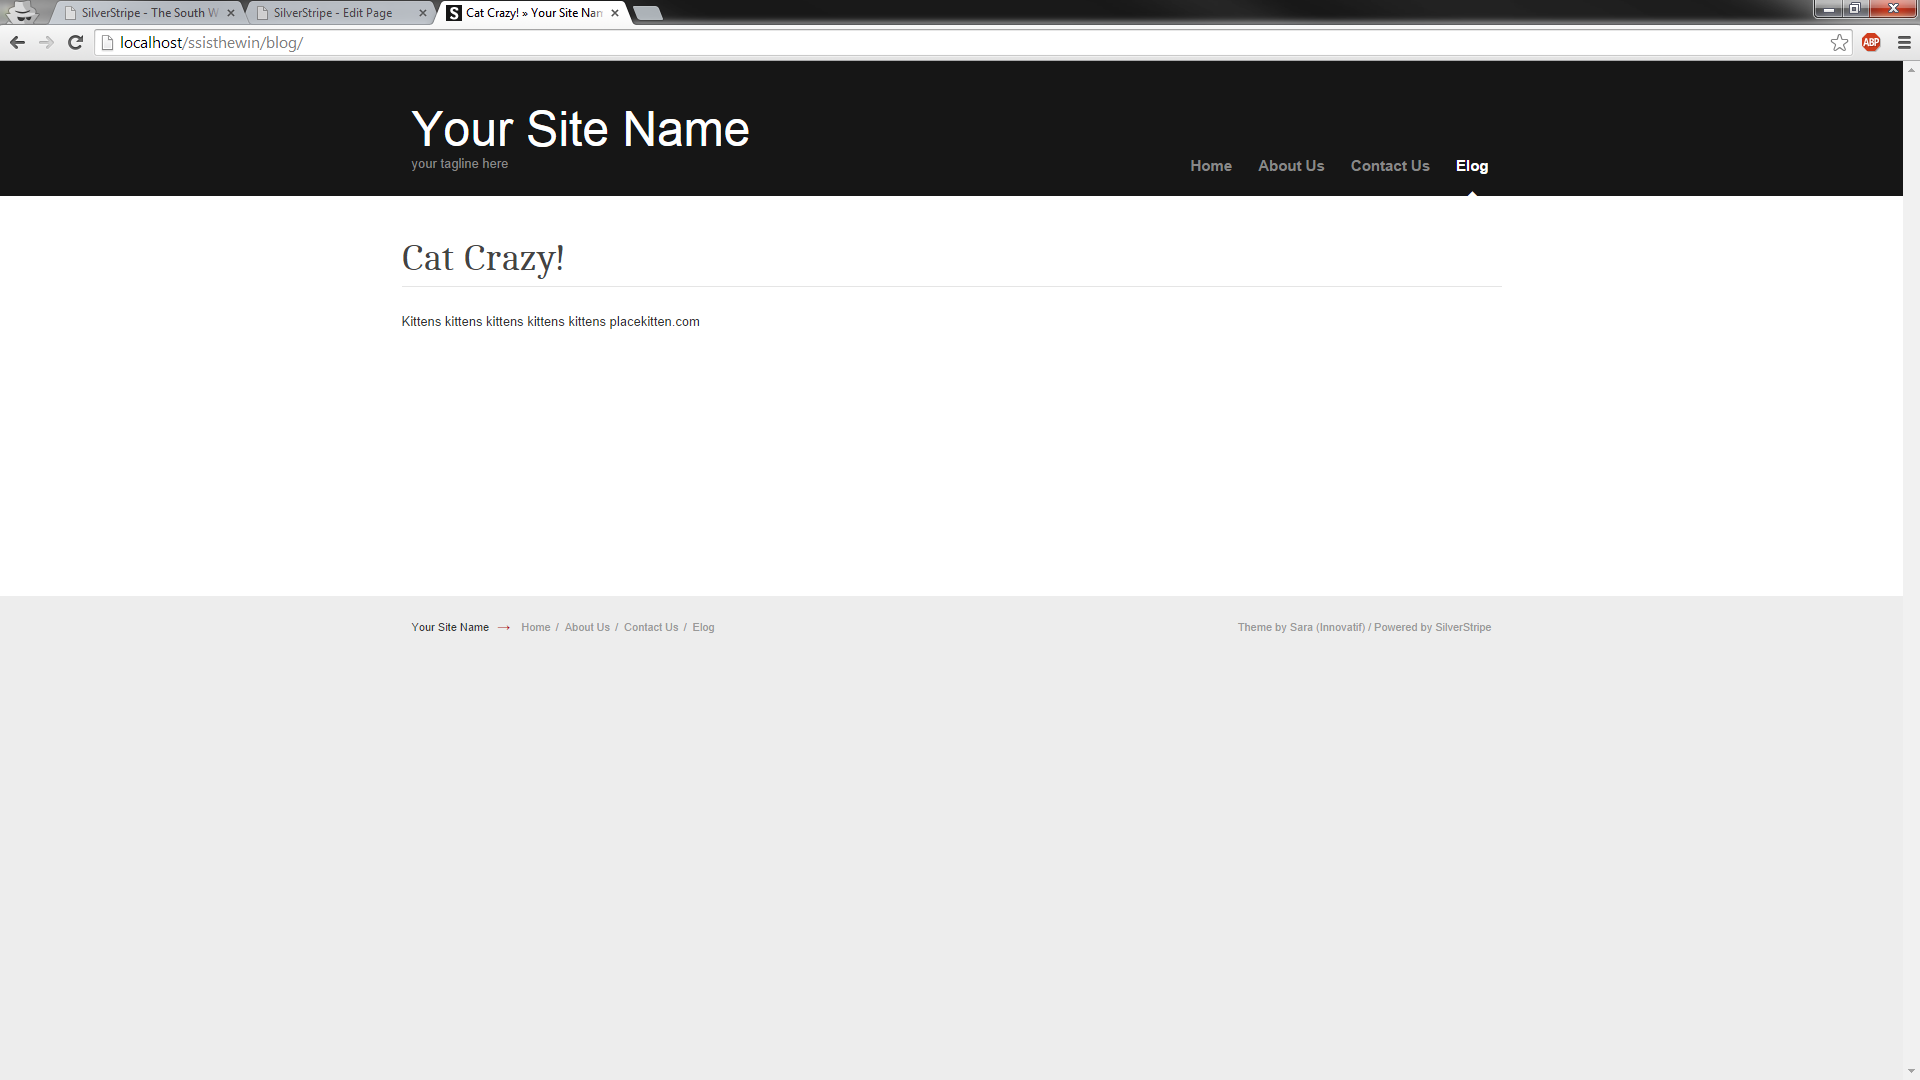 SilverStripe - The South W
SilverStripe - Edit Page
Cat Crazy! » Your Site Nan
localhost/ssisthewin/blog/
ABP
Your Site Name
your tagline here
Home About Us Contact Us Elog
Cat Crazy!
Kittens kittens kittens kittens kittens placekitten.com
Your Site Name → Home / About Us / Contact Us / Elog
Theme by Sara (Innovatif) / Powered by SilverStripe